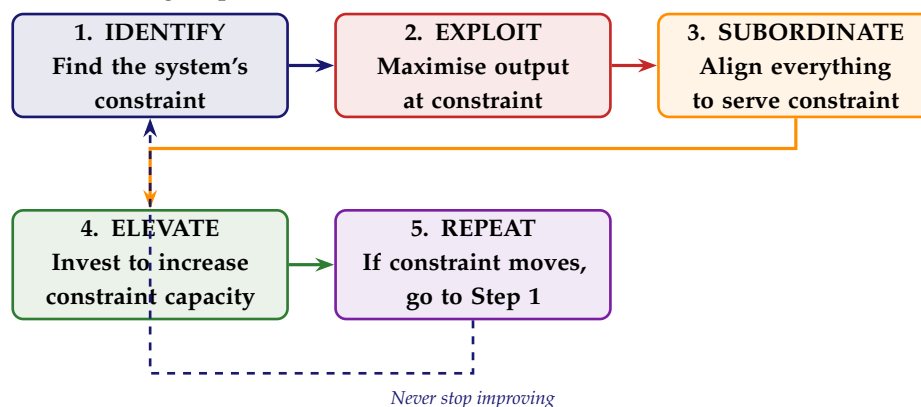 1. IDENTIFY
Find the system's
constraint
2. EXPLOIT
Maximise output
at constraint
3. SUBORDINATE
Align everything
to serve constraint
4. ELEVATE
Invest to increase
constraint capacity
5. REPEAT
If constraint moves,
go to Step 1
Never stop improving